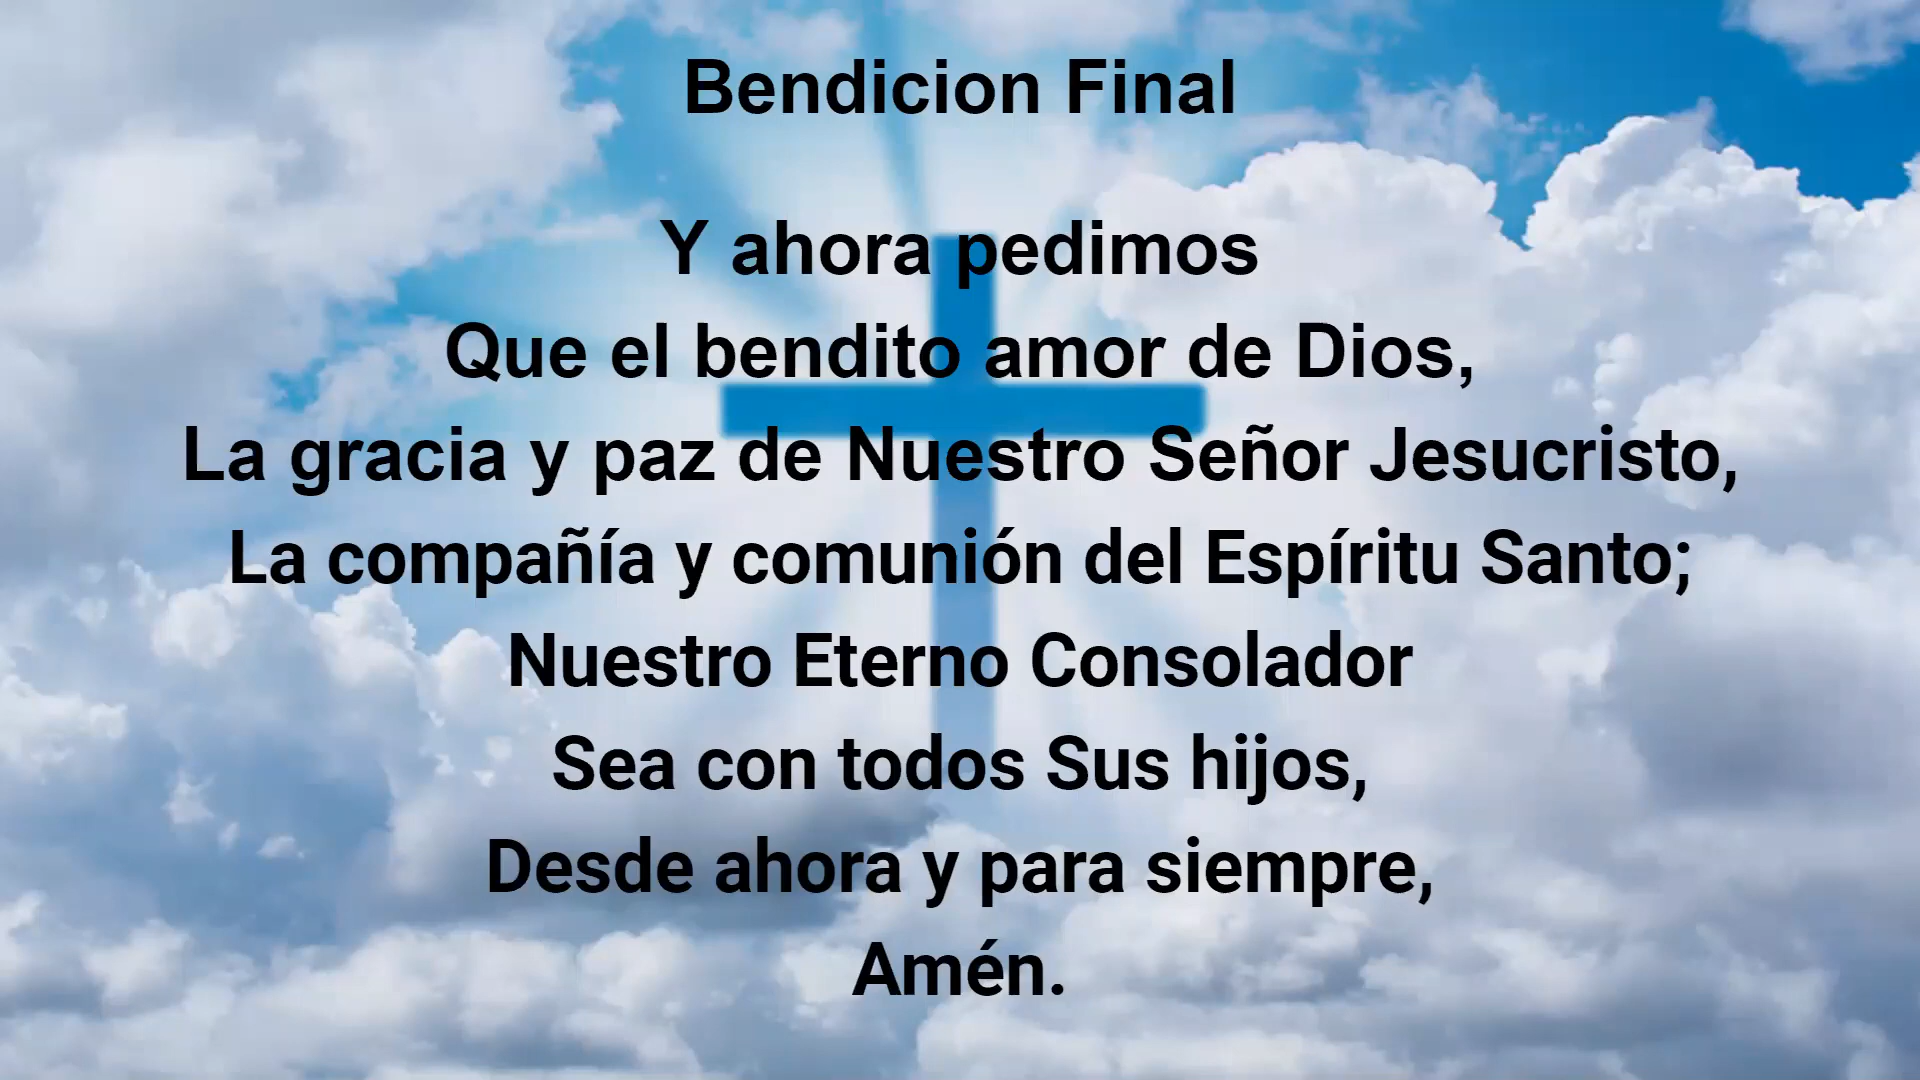 Bendicion Final
Y ahora pedimos
Que el bendito amor de Dios,
La gracia y paz de Nuestro Señor Jesucristo,
La compañía y comunión del Espíritu Santo;
Nuestro Eterno Consolador
Sea con todos Sus hijos,
Desde ahora y para siempre,
Amén.